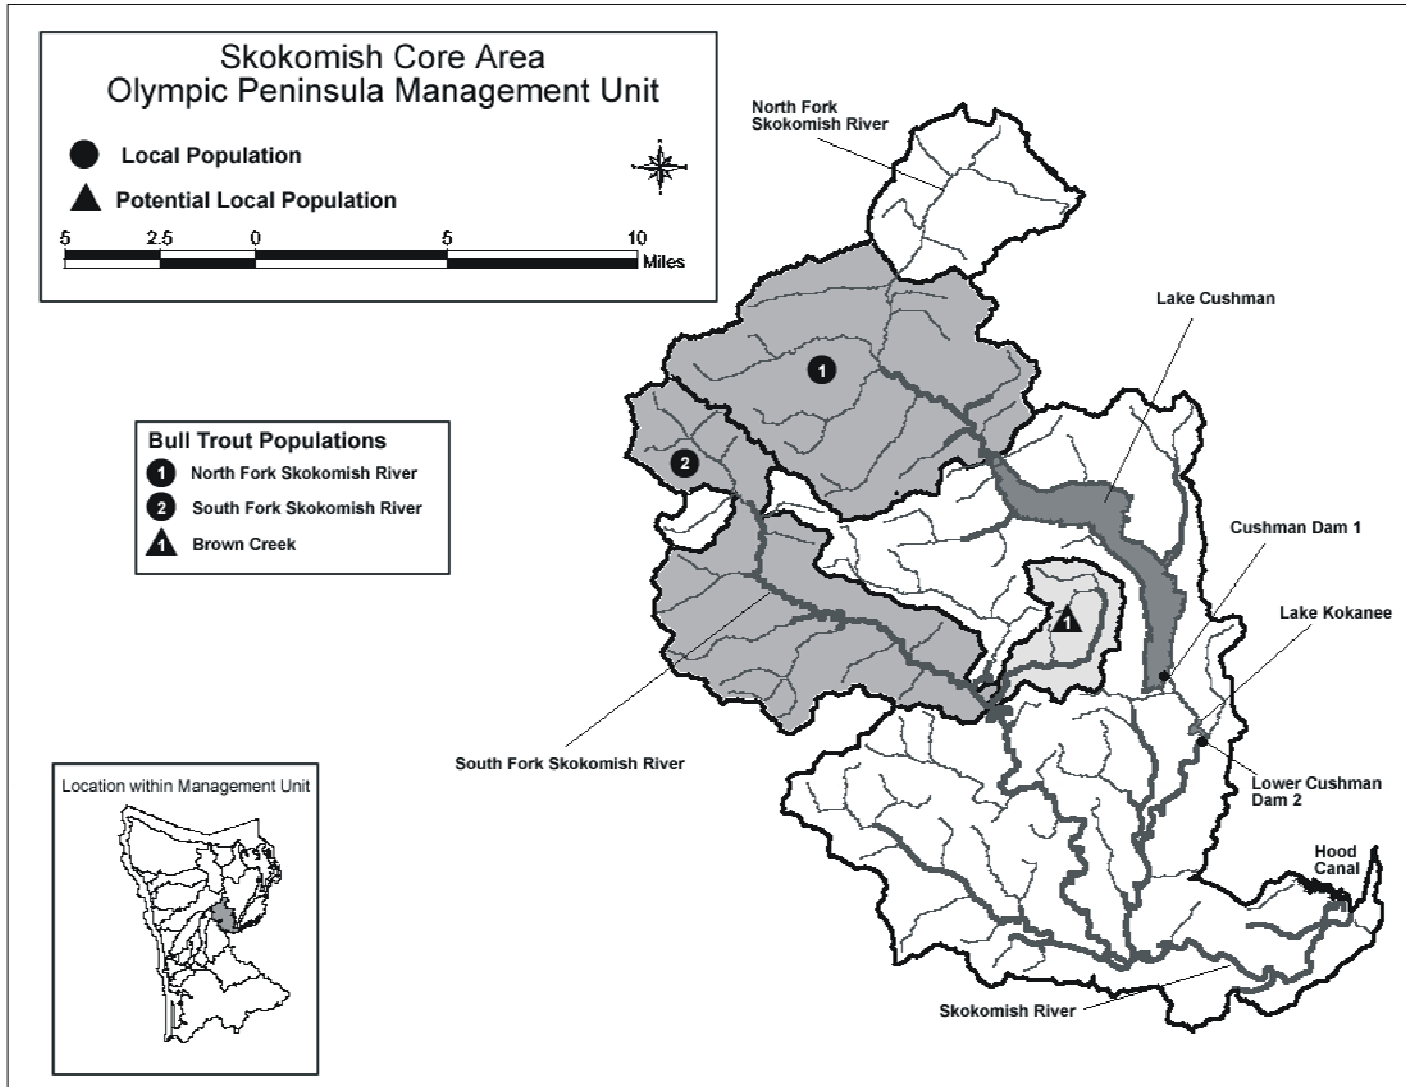 Skokomish Core Area
Olympic Peninsula Management Unit
Local Population
Potential Local Population
5 2.5 0 5 10
Miles
North Fork
Skokomish River
Lake Cushman
1
2
Bull Trout Populations
1 North Fork Skokomish River
2 South Fork Skokomish River
1 Brown Creek
Cushman Dam 1
Lake Kokanee
1
South Fork Skokomish River
Lower Cushman
Dam 2
Location within Management Unit
Hood
Canal
Skokomish River